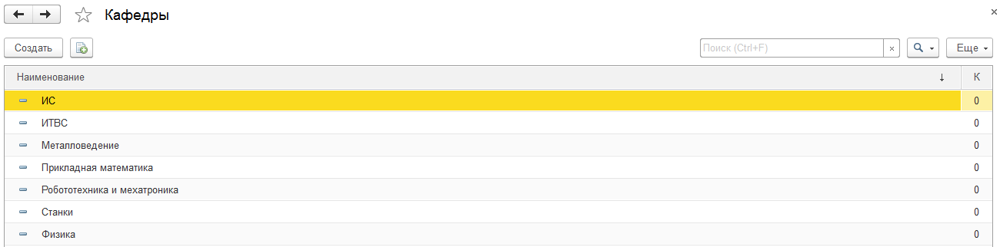 Кафедры
Создать Поиск (Ctrl+F) × Еще
Наименование ↓ К
ИС 0
ИТВС 0
Металловедение 0
Прикладная математика 0
Робототехника и мехатроника 0
Станки 0
Физика 0